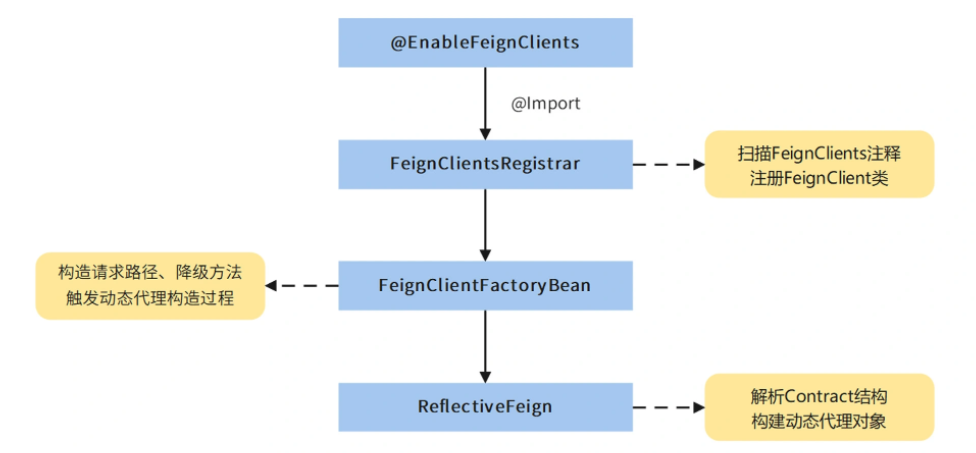 @EnableFeignClients
@Import
FeignClientsRegistrar
扫描FeignClients注释
注册FeignClient类
构造请求路径、降级方法
触发动态代理构造过程
FeignClientFactoryBean
ReflectiveFeign
解析Contract结构
构建动态代理对象